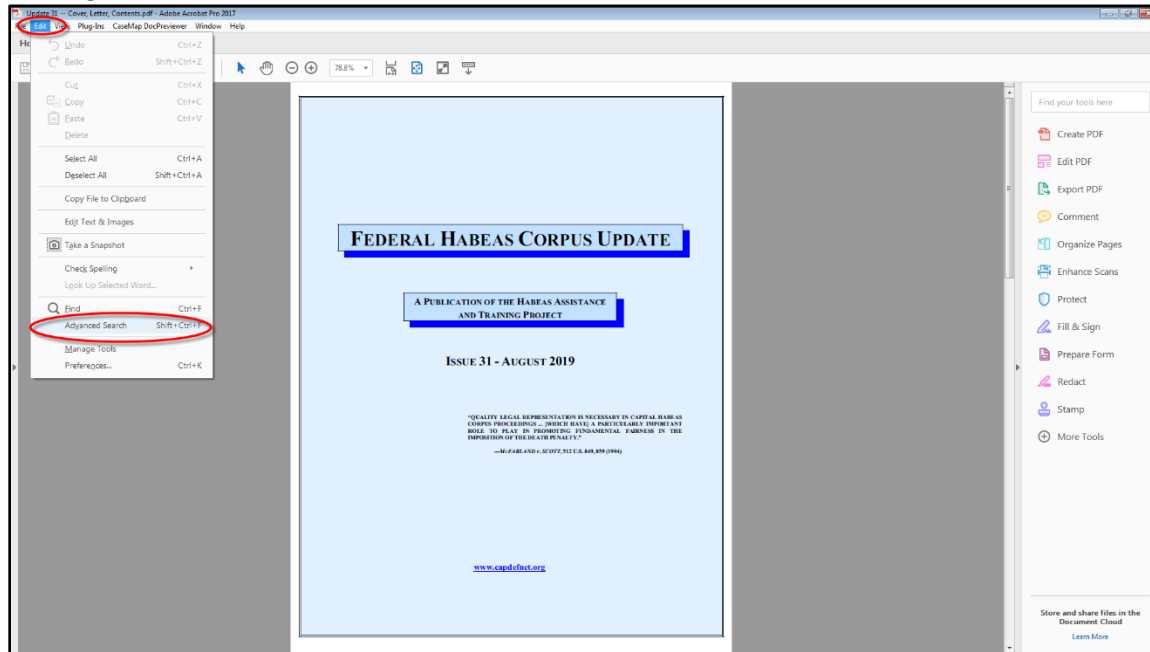 Update 31 -- Cover, Letter, Contents.pdf - Adobe Acrobat Pro 2017
File Edit View Plug-Ins CaseMap DocPreviewer Window Help
Undo Ctrl+Z
Redo Shift+Ctrl+Z
78.8%
Cut Ctrl+X
Copy Ctrl+C
Paste Ctrl+V
Delete
Select All Ctrl+A
Deselect All Shift+Ctrl+A
Copy File to Clipboard
Edit Text & Images
Take a Snapshot
Check Spelling
Look Up Selected Word...
Find Ctrl+F
Advanced Search Shift+Ctrl+F
Manage Tools
Preferences... Ctrl+K
FEDERAL HABEAS CORPUS UPDATE
A PUBLICATION OF THE HABEAS ASSISTANCE
AND TRAINING PROJECT
ISSUE 31 - AUGUST 2019
"QUALITY LEGAL REPRESENTATION IS NECESSARY IN CAPITAL HABEAS
CORPUS PROCEEDINGS ... [WHICH HAVE] A PARTICULARLY IMPORTANT
ROLE TO PLAY IN PROMOTING FUNDAMENTAL FAIRNESS IN THE
IMPOSITION OF THE DEATH PENALTY."
—MCFARLAND v. SCOTT, 512 U.S. 849, 859 (1994)
www.capdefnet.org
Find your tools here
Create PDF
Edit PDF
Export PDF
Comment
Organize Pages
Enhance Scans
Protect
Fill & Sign
Prepare Form
Redact
Stamp
More Tools
Store and share files in the
Document Cloud
Learn More